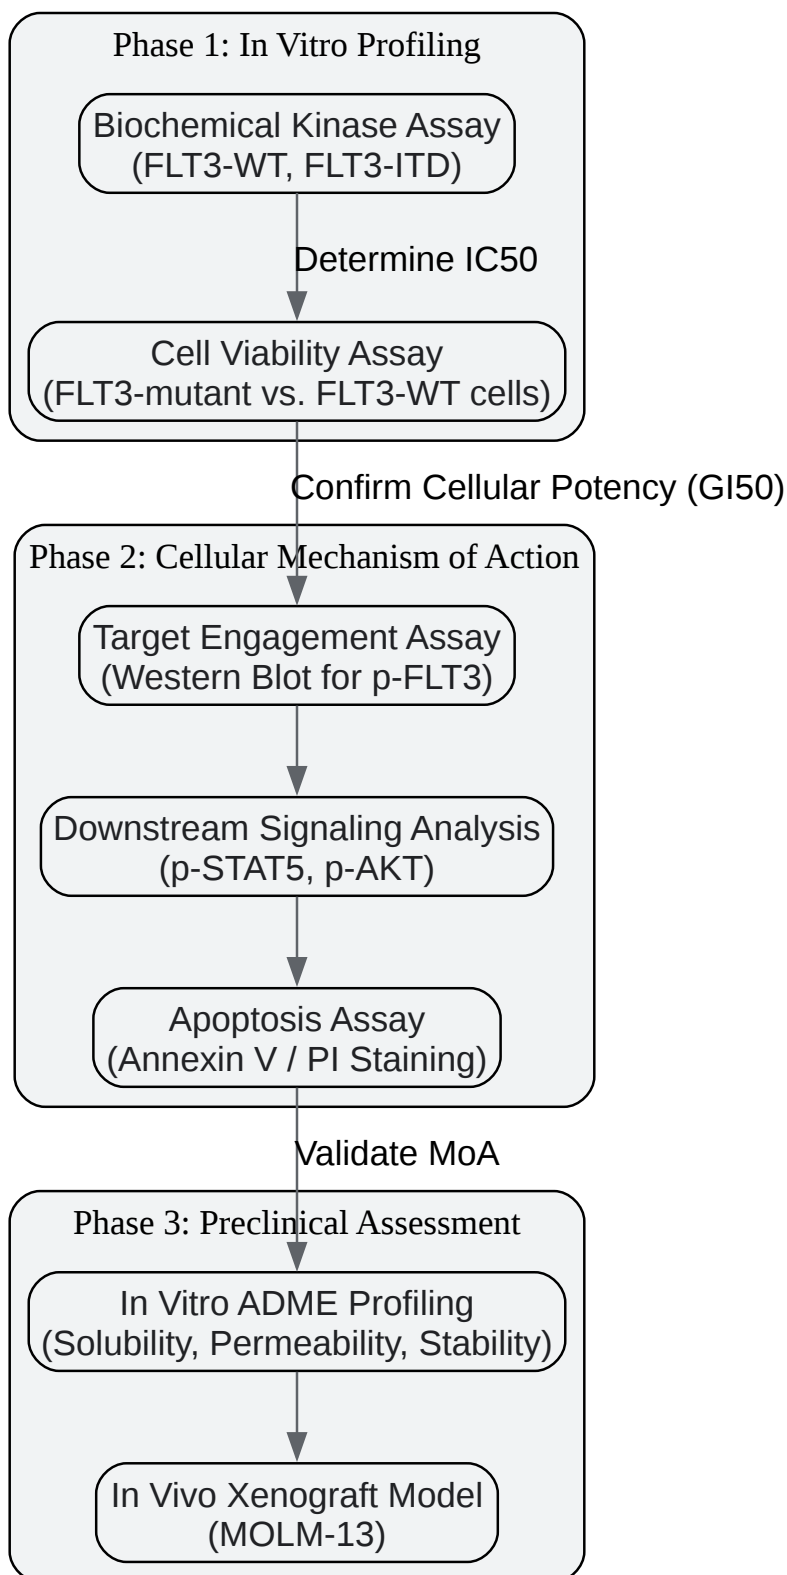 Phase 1: In Vitro Profiling
Biochemical Kinase Assay
(FLT3-WT, FLT3-ITD)
Determine IC50
Cell Viability Assay
(FLT3-mutant vs. FLT3-WT cells)
Confirm Cellular Potency (GI50)
Phase 2: Cellular Mechanism of Action
Target Engagement Assay
(Western Blot for p-FLT3)
Downstream Signaling Analysis
(p-STAT5, p-AKT)
Apoptosis Assay
(Annexin V / PI Staining)
Validate MoA
Phase 3: Preclinical Assessment
In Vitro ADME Profiling
(Solubility, Permeability, Stability)
In Vivo Xenograft Model
(MOLM-13)